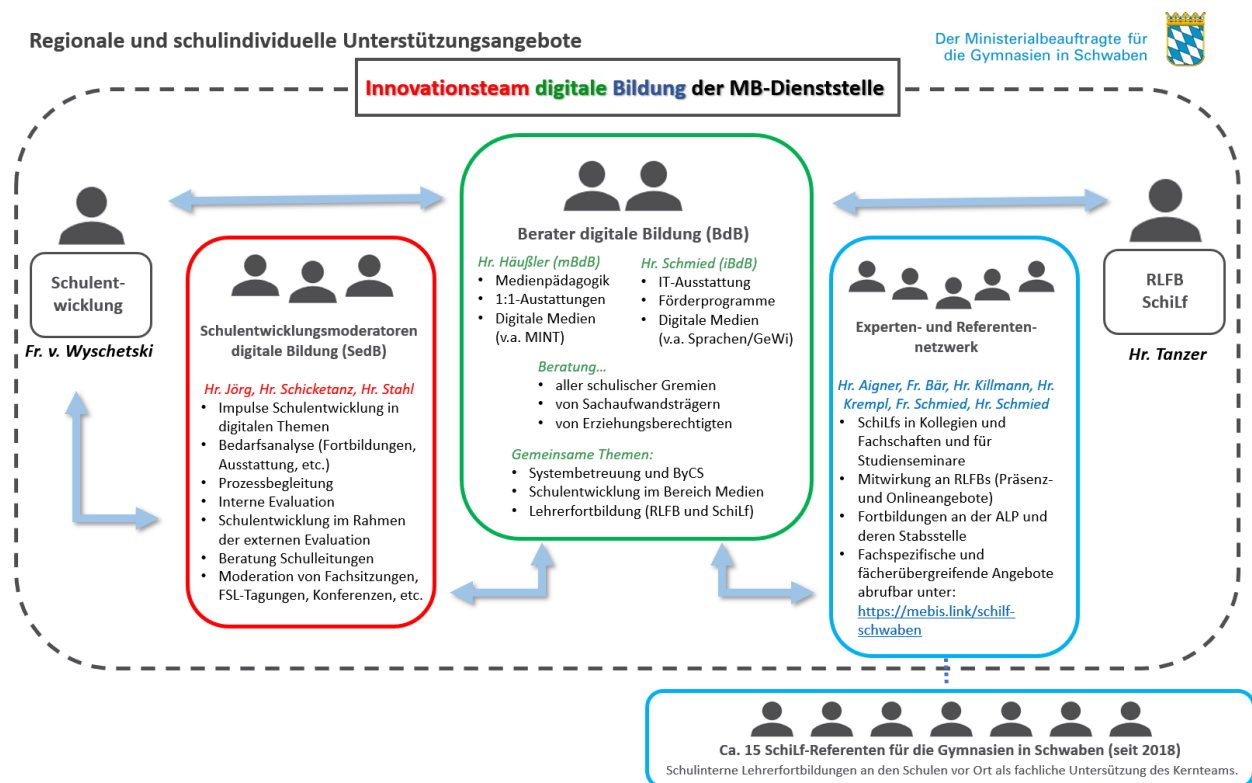 Regionale und schulindividuelle Unterstützungsangebote
Der Ministerialbeauftragte für
die Gymnasien in Schwaben
Innovationsteam digitale Bildung der MB-Dienststelle
Schulent-
wicklung
Fr. v. Wyschetski
Schulentwicklungsmoderatoren
digitale Bildung (SedB)
Hr. Jörg, Hr. Schicketanz, Hr. Stahl
• Impulse Schulentwicklung in
digitalen Themen
• Bedarfsanalyse (Fortbildungen,
Ausstattung, etc.)
• Prozessbegleitung
• Interne Evaluation
• Schulentwicklung im Rahmen
der externen Evaluation
• Beratung Schulleitungen
• Moderation von Fachsitzungen,
FSL-Tagungen, Konferenzen, etc.
Berater digitale Bildung (BdB)
Hr. Häußler (mBdB)
• Medienpädagogik
• 1:1-Austattungen
• Digitale Medien
(v.a. MINT)
Hr. Schmied (iBdB)
• IT-Ausstattung
• Förderprogramme
• Digitale Medien
(v.a. Sprachen/GeWi)
Beratung…
• aller schulischer Gremien
• von Sachaufwandsträgern
• von Erziehungsberechtigten
Gemeinsame Themen:
• Systembetreuung und ByCS
• Schulentwicklung im Bereich Medien
• Lehrerfortbildung (RLFB und SchiLf)
Experten- und Referenten-
netzwerk
Hr. Aigner, Fr. Bär, Hr. Killmann, Hr.
Krempl, Fr. Schmied, Hr. Schmied
• SchiLfs in Kollegien und
Fachschaften und für
Studienseminare
• Mitwirkung an RLFBs (Präsenz-
und Onlineangebote)
• Fortbildungen an der ALP und
deren Stabsstelle
• Fachspezifische und
fächerübergreifende Angebote
abrufbar unter:
https://mebis.link/schilf-
schwaben
RLFB
SchiLf
Hr. Tanzer
Ca. 15 SchiLf-Referenten für die Gymnasien in Schwaben (seit 2018)
Schulinterne Lehrerfortbildungen an den Schulen vor Ort als fachliche Untersützung des Kernteams.